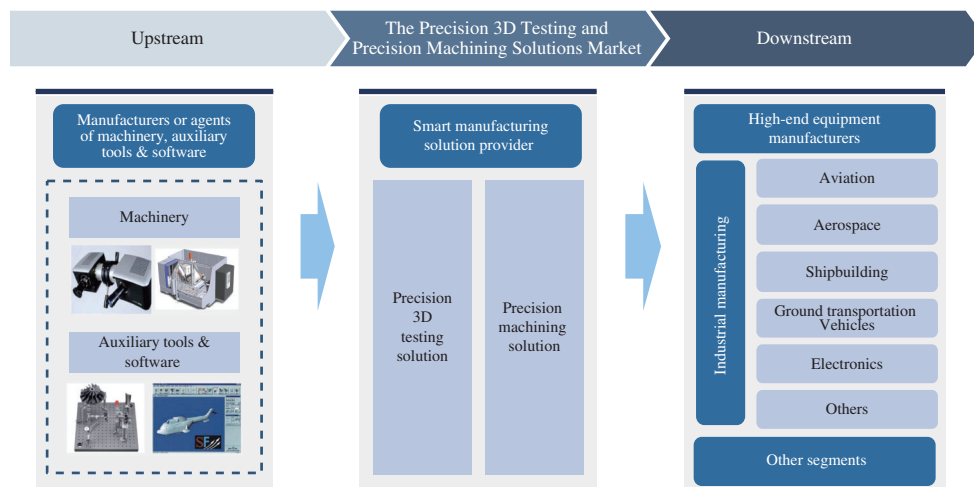 Upstream
The Precision 3D Testing and
Precision Machining Solutions Market
Downstream
Manufacturers or agents
of machinery, auxiliary
tools & software
Machinery
Auxiliary tools &
software
SF
Smart manufacturing
solution provider
Precision
3D
testing
solution
Precision
machining
solution
High-end equipment
manufacturers
Industrial manufacturing
Aviation
Aerospace
Shipbuilding
Ground transportation
Vehicles
Electronics
Others
Other segments